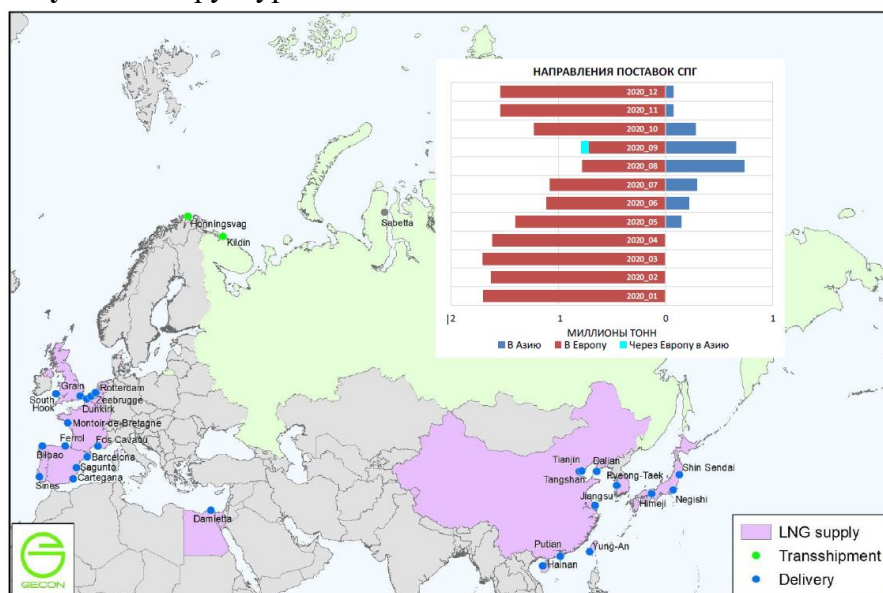 НАПРАВЛЕНИЯ ПОСТАВОК СПГ
2020_12
2020_11
2020_10
2020_09
2020_08
2020_07
2020_06
2020_05
2020_04
2020_03
2020_02
2020_01
|2 1 0 1
МИЛЛИОНЫ ТОНН
В Азию В Европу Через Европу в Азию
Honningsvag
Kildin
Sabetta
Grain
Rotterdam
South Hook
Zeebrugge
Dunkirk
Montoir-de-Bretagne
Ferrol
Fos Cavaou
Bilbao
Barcelona
Sagunto
Sines
Cartegana
Damietta
Tianjin
Dalian
Tangshan
Pyeong-Taek
Shin Sendai
Jiangsu
Himeji
Negishi
Putian
Yung-An
Hainan
LNG supply
Transshipment
Delivery
GECON